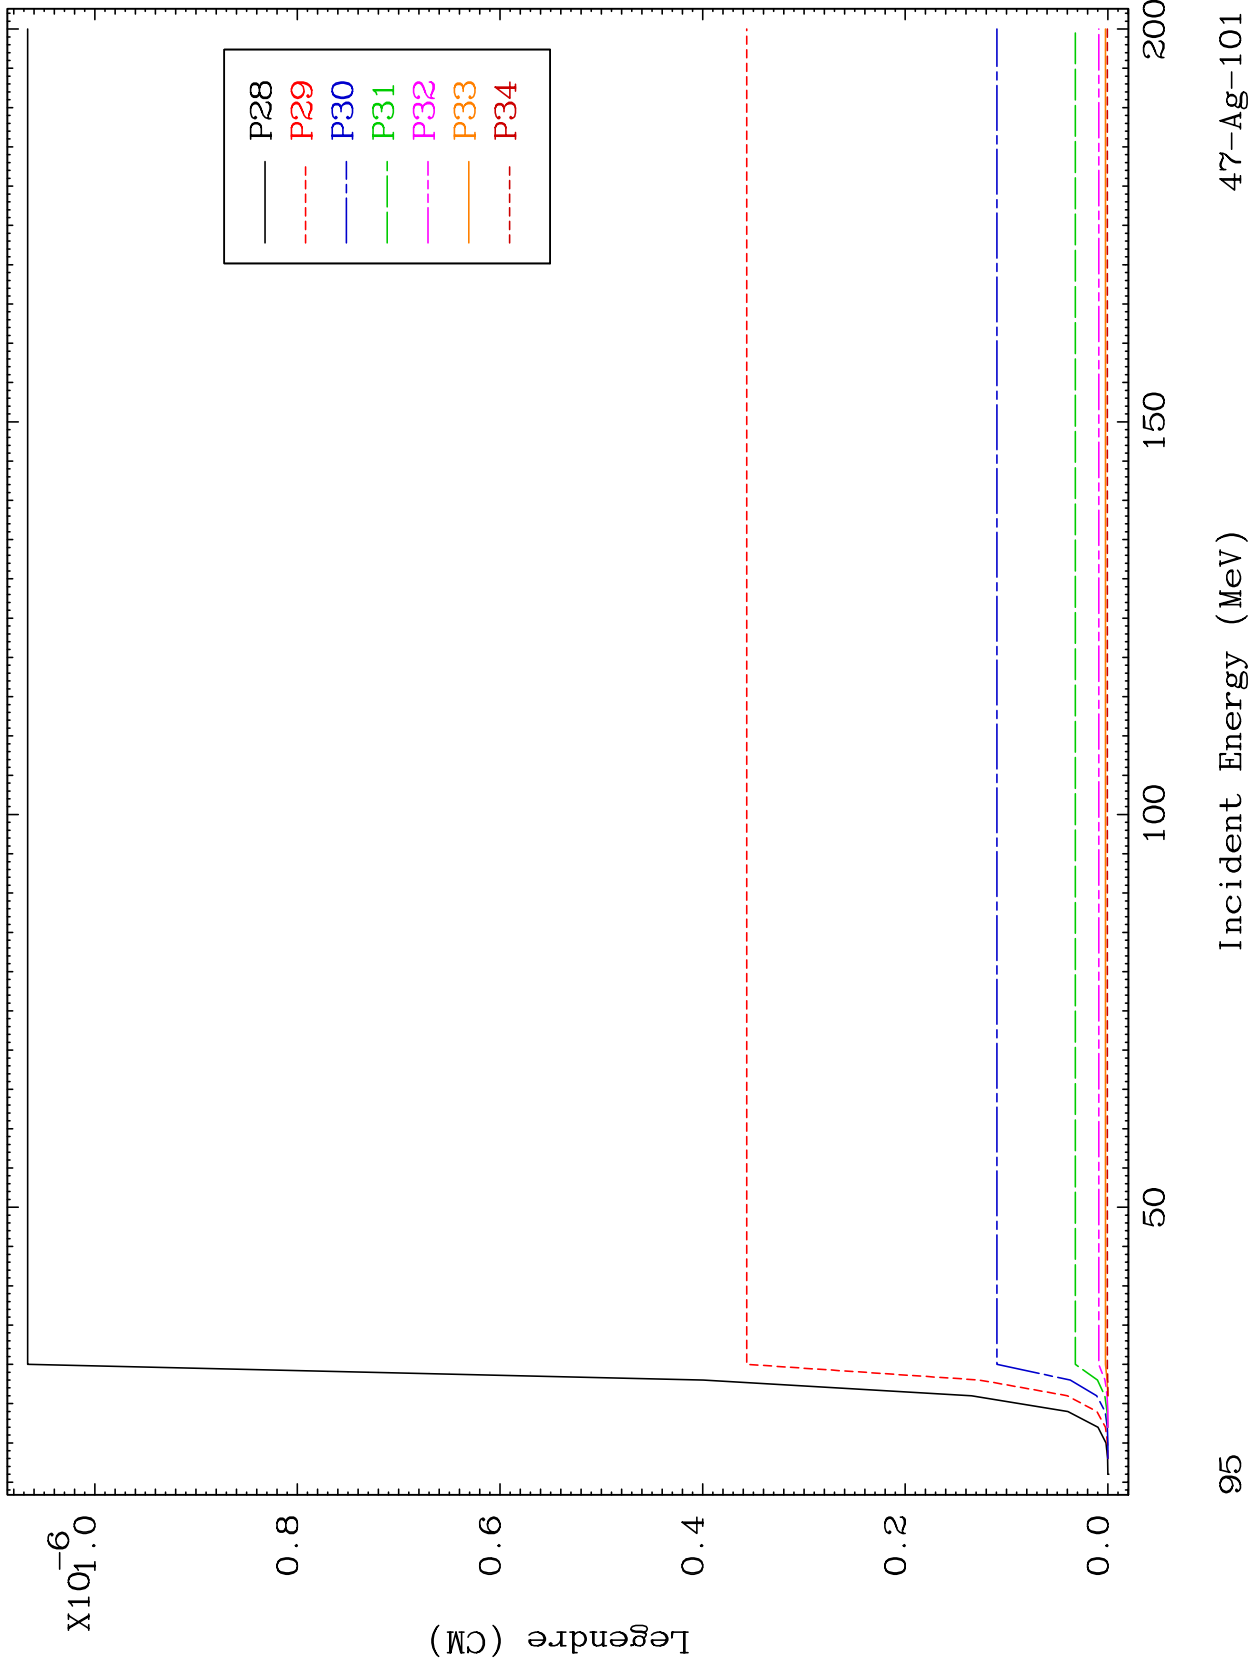 X10-6
1.0
0.8
0.6
0.4
0.2
0.0
Legendre (CM)
P28
P29
P30
P31
P32
P33
P34
50
100
150
200
95
Incident Energy (MeV)
47-Ag-101